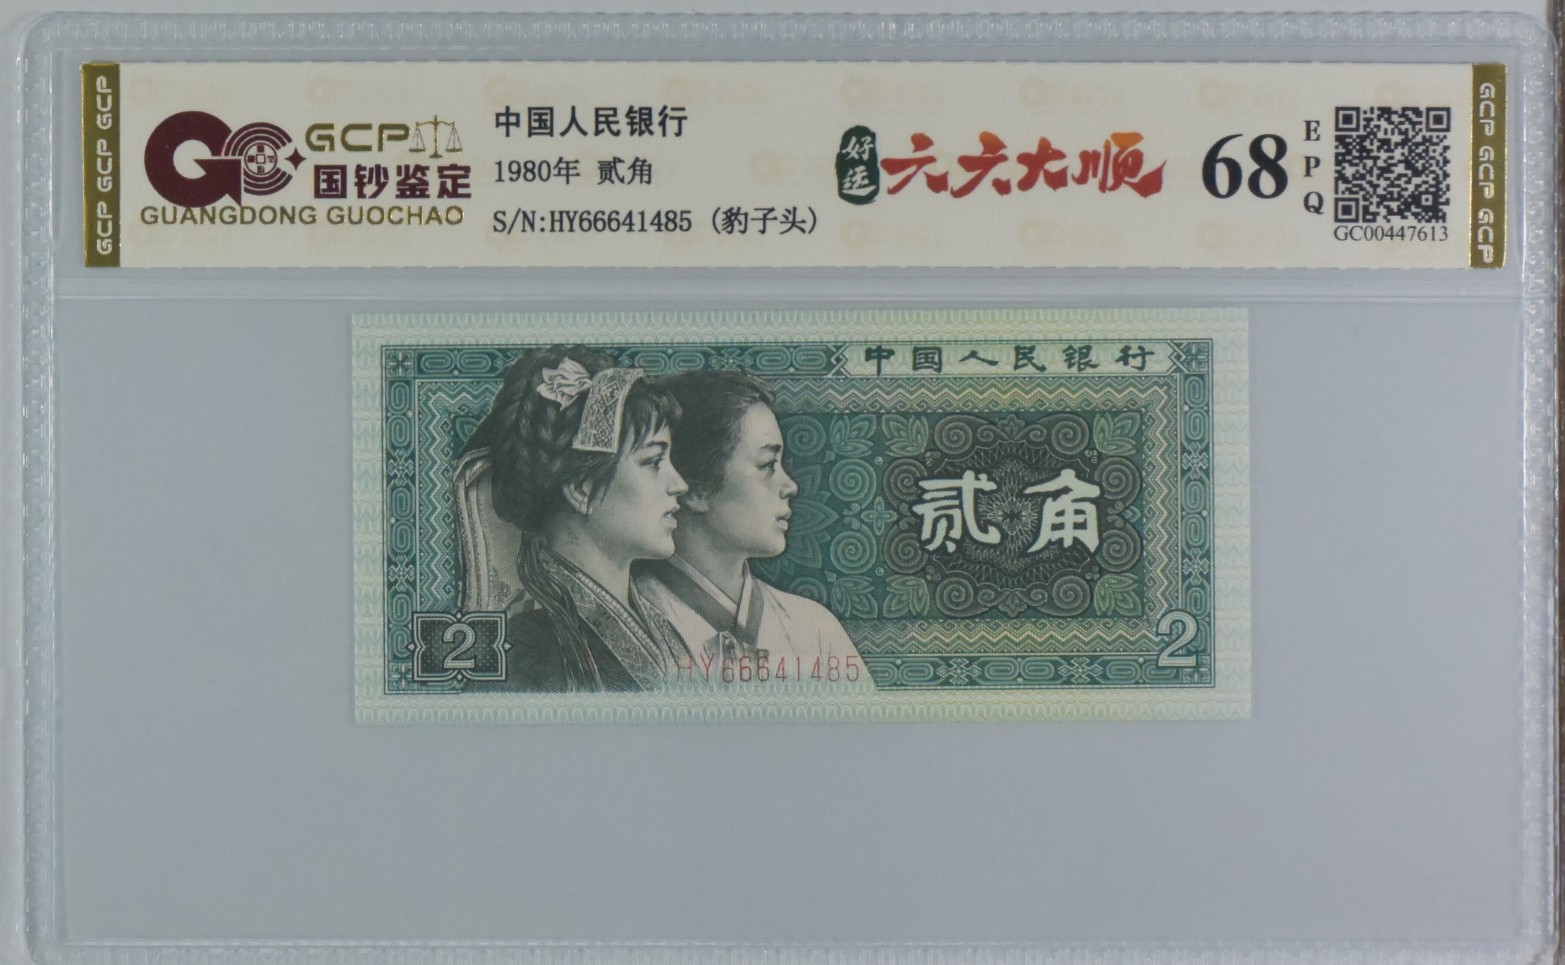 GCP GCP GCP
GCP
国钞鉴定
GUANGDONG GUOCHAO
中国人民银行
1980年 贰角
S/N:HY66641485 (豹子头)
好运
六六大顺
68
EPQ
GC00447613
GCP GCP GCP
中国人民银行
贰角
2
2
HY66641485